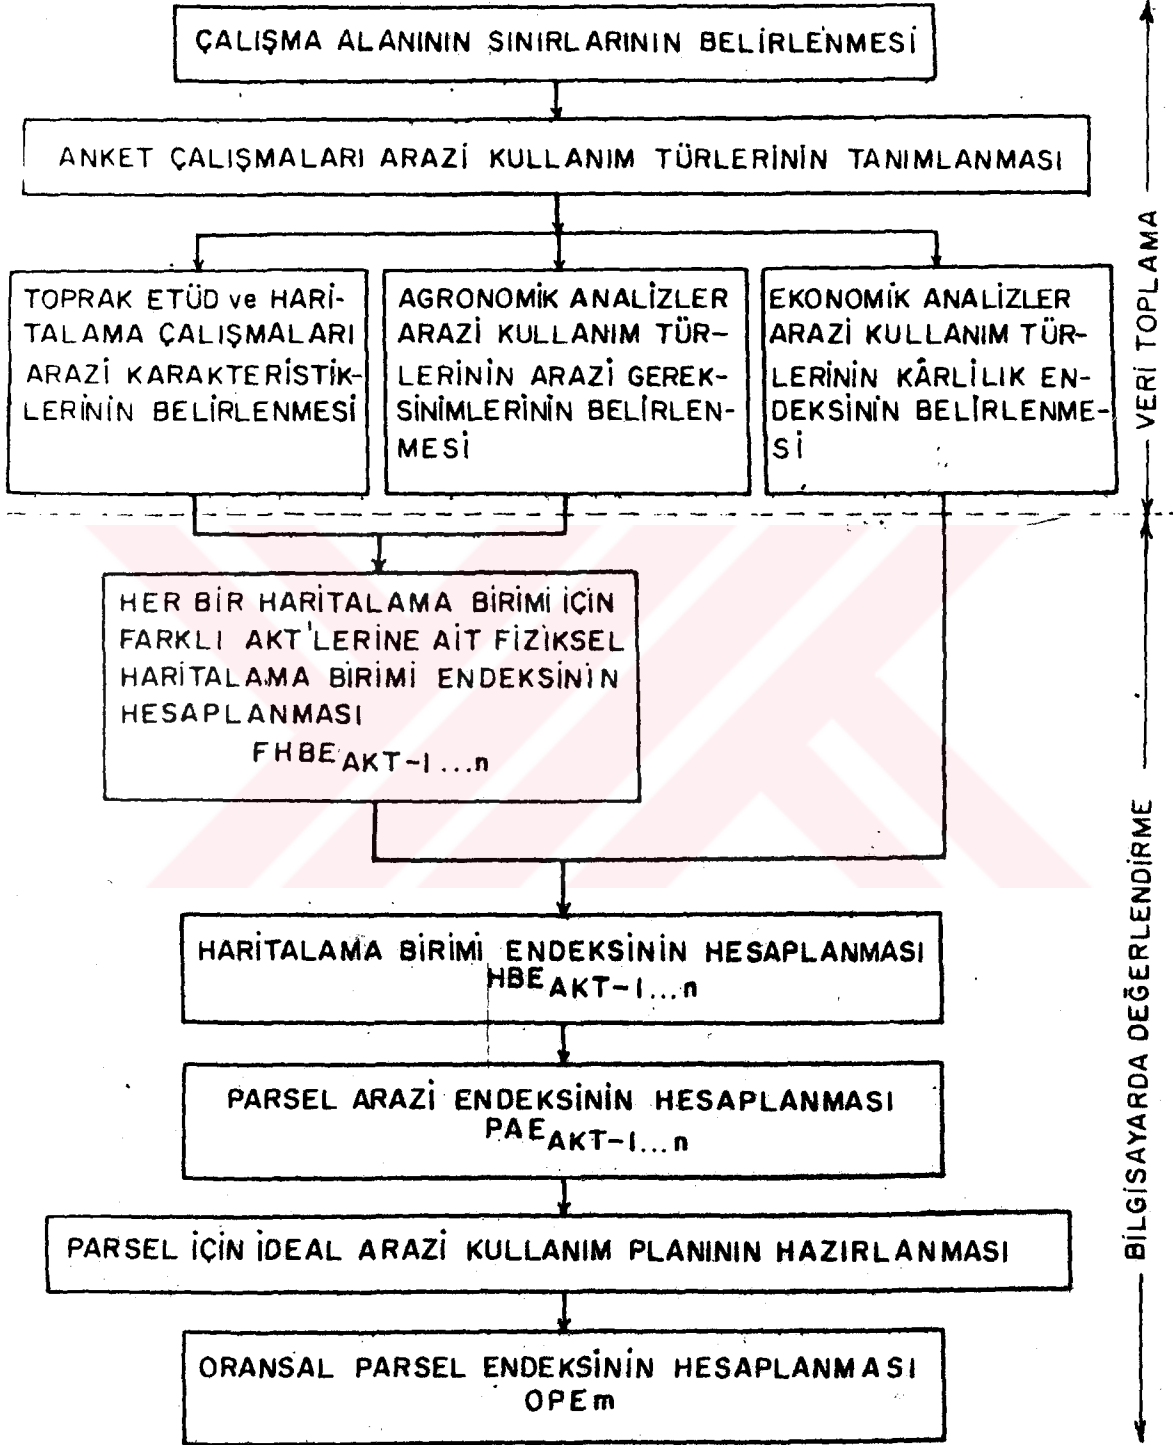 ÇALIŞMA ALANININ SINIRLARININ BELİRLENMESİ
ANKET ÇALIŞMALARI ARAZİ KULLANIM TÜRLERİNİN TANIMLANMASI
TOPRAK ETÜD ve HARİ-
TALAMA ÇALIŞMALARI
ARAZİ KARAKTERİSTİK-
LERİNİN BELİRLENMESİ
AGRONOMİK ANALİZLER
ARAZİ KULLANIM TÜR-
LERİNİN ARAZİ GEREK-
SİNİMLERİNİN BELİRLEN-
MESİ
EKONOMİK ANALİZLER
ARAZİ KULLANIM TÜR-
LERİNİN KÂRLILIK EN-
DEKSİNİN BELİRLENME-
Sİ
VERİ TOPLAMA
HER BİR HARİTALAMA BİRİMİ İÇİN
FARKLI AKT'LERİNE AİT FİZİKSEL
HARİTALAMA BİRİMİ ENDEKSİNİN
HESAPLANMASI
FHBE AKT-1...n
HARİTALAMA BİRİMİ ENDEKSİNİN HESAPLANMASI
HBE AKT-1...n
PARSEL ARAZİ ENDEKSİNİN HESAPLANMASI
PAE AKT-1...n
PARSEL İÇİN İDEAL ARAZİ KULLANIM PLANININ HAZIRLANMASI
ORANSAL PARSEL ENDEKSİNİN HESAPLANMASI
OPEm
BİLGİSAYARDA DEĞERLENDİRME